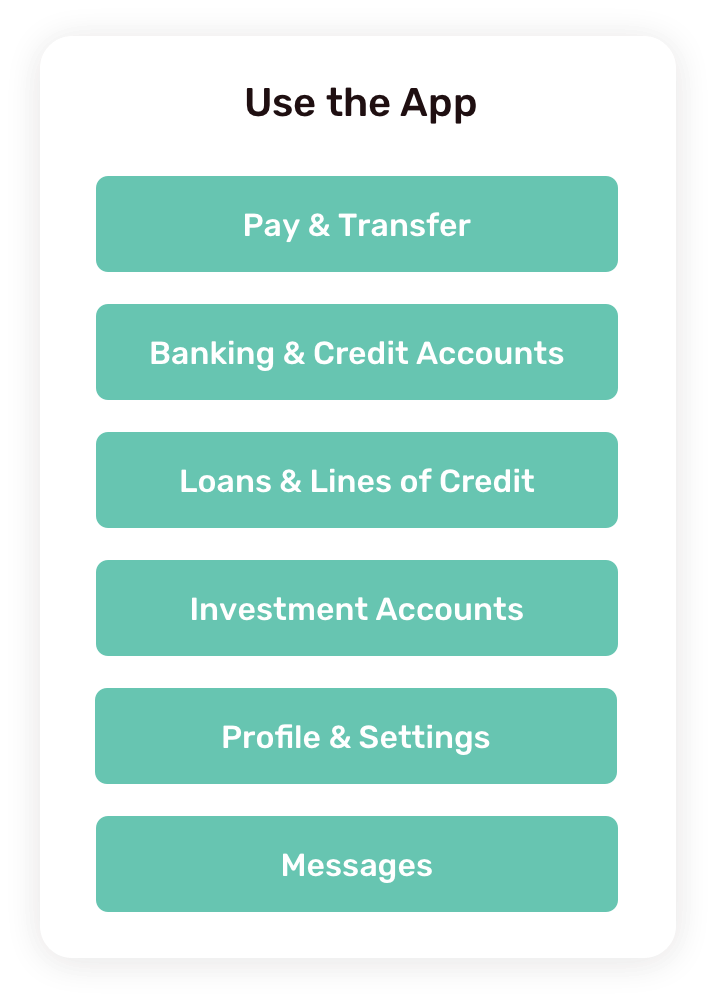 Use the App
Pay & Transfer
Banking & Credit Accounts
Loans & Lines of Credit
Investment Accounts
Profile & Settings
Messages